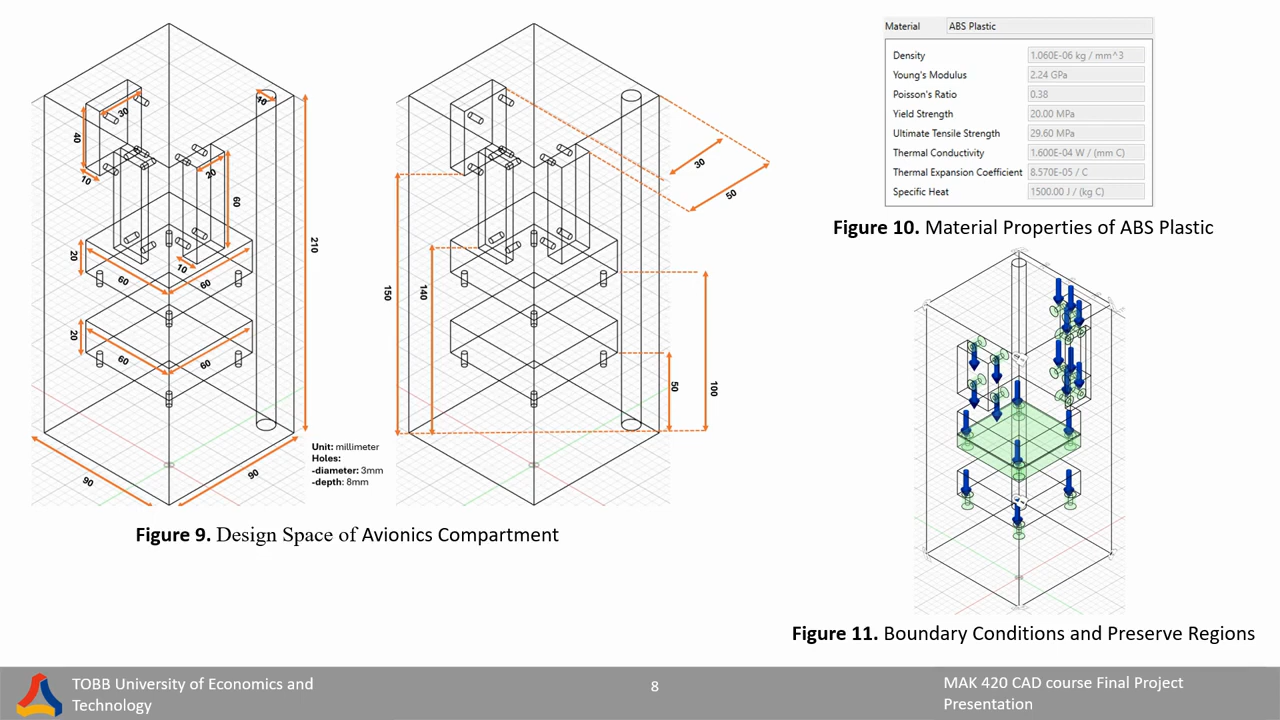 10
30
40
10
20
60
20
10
60
60
210
20
60
60
90
90
Unit: millimeter
Holes:
-diameter: 3mm
-depth: 8mm
30
50
150
140
50
100
Figure 9. Design Space of Avionics Compartment
Material ABS Plastic
Density 1.060E-06 kg / mm^3
Young's Modulus 2.24 GPa
Poisson's Ratio 0.38
Yield Strength 20.00 MPa
Ultimate Tensile Strength 29.60 MPa
Thermal Conductivity 1.600E-04 W / (mm C)
Thermal Expansion Coefficient 8.570E-05 / C
Specific Heat 1500.00 J / (kg C)
Figure 10. Material Properties of ABS Plastic
Figure 11. Boundary Conditions and Preserve Regions
TOBB University of Economics and
Technology
8
MAK 420 CAD course Final Project
Presentation